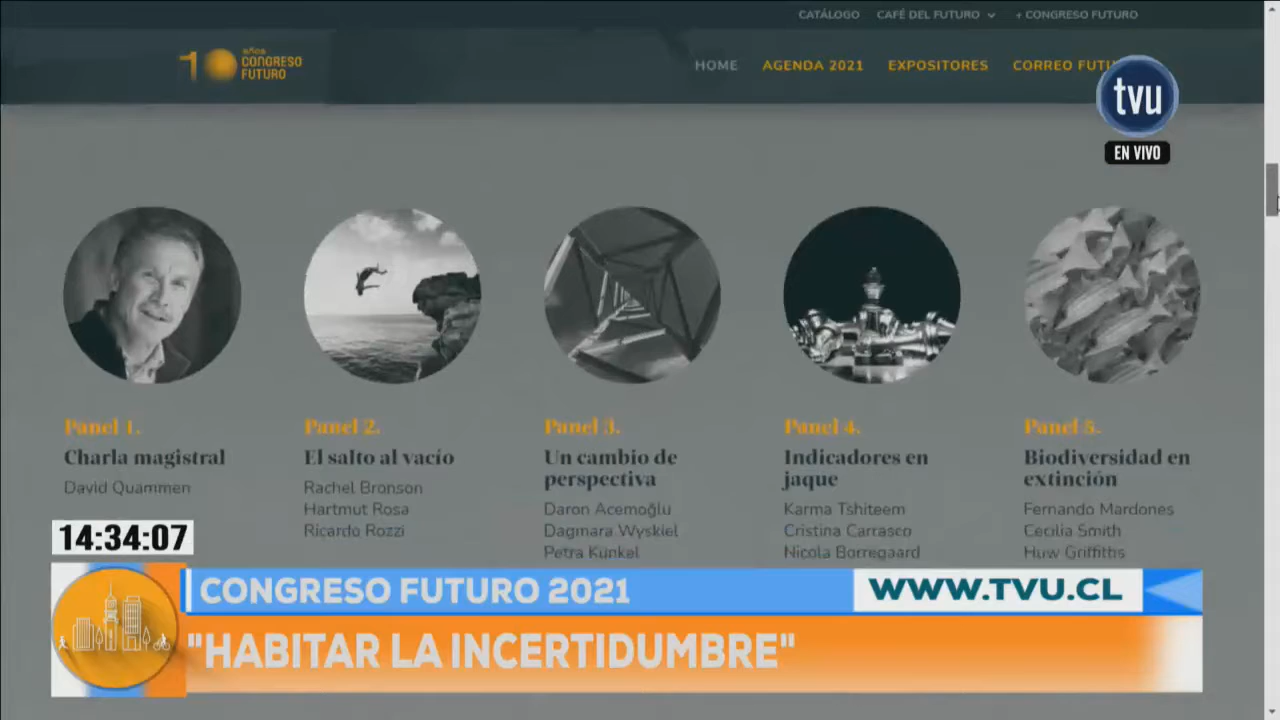 CATÁLOGO CAFÉ DEL FUTURO + CONGRESO FUTURO
10 años CONGRESO FUTURO
HOME AGENDA 2021 EXPOSITORES CORREO FUTU
tvu
EN VIVO
Panel 1.
Charla magistral
David Quammen
Panel 2.
El salto al vacío
Rachel Bronson
Hartmut Rosa
Ricardo Rozzi
Panel 3.
Un cambio de
perspectiva
Daron Acemoğlu
Dagmara Wyskiel
Petra Kunkel
Panel 4.
Indicadores en
jaque
Karma Tshiteem
Cristina Carrasco
Nicola Borregaard
Panel 5.
Biodiversidad en
extinción
Fernando Mardones
Cecilia Smith
Huw Griffiths
14:34:07
CONGRESO FUTURO 2021
WWW.TVU.CL
"HABITAR LA INCERTIDUMBRE"